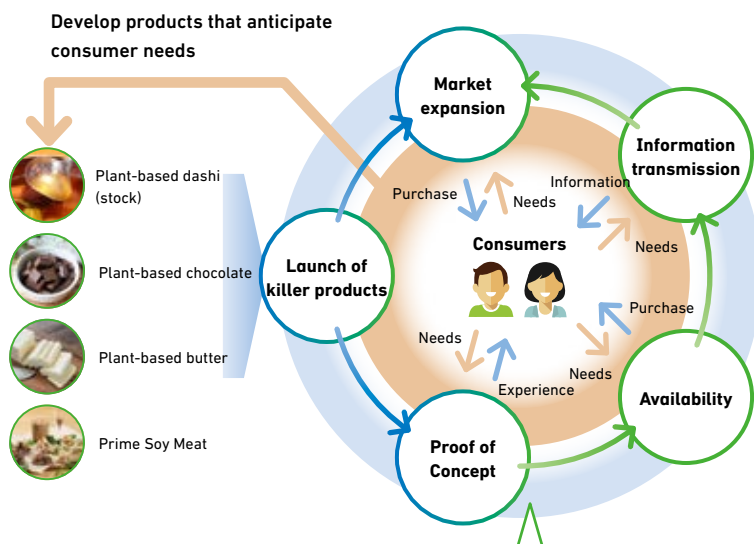 Develop products that anticipate
consumer needs
Plant-based dashi
(stock)
Plant-based chocolate
Plant-based butter
Prime Soy Meat
Launch of
killer products
Market
expansion
Information
transmission
Availability
Proof of
Concept
Consumers
Purchase
Needs
Information
Needs
Purchase
Needs
Needs
Experience